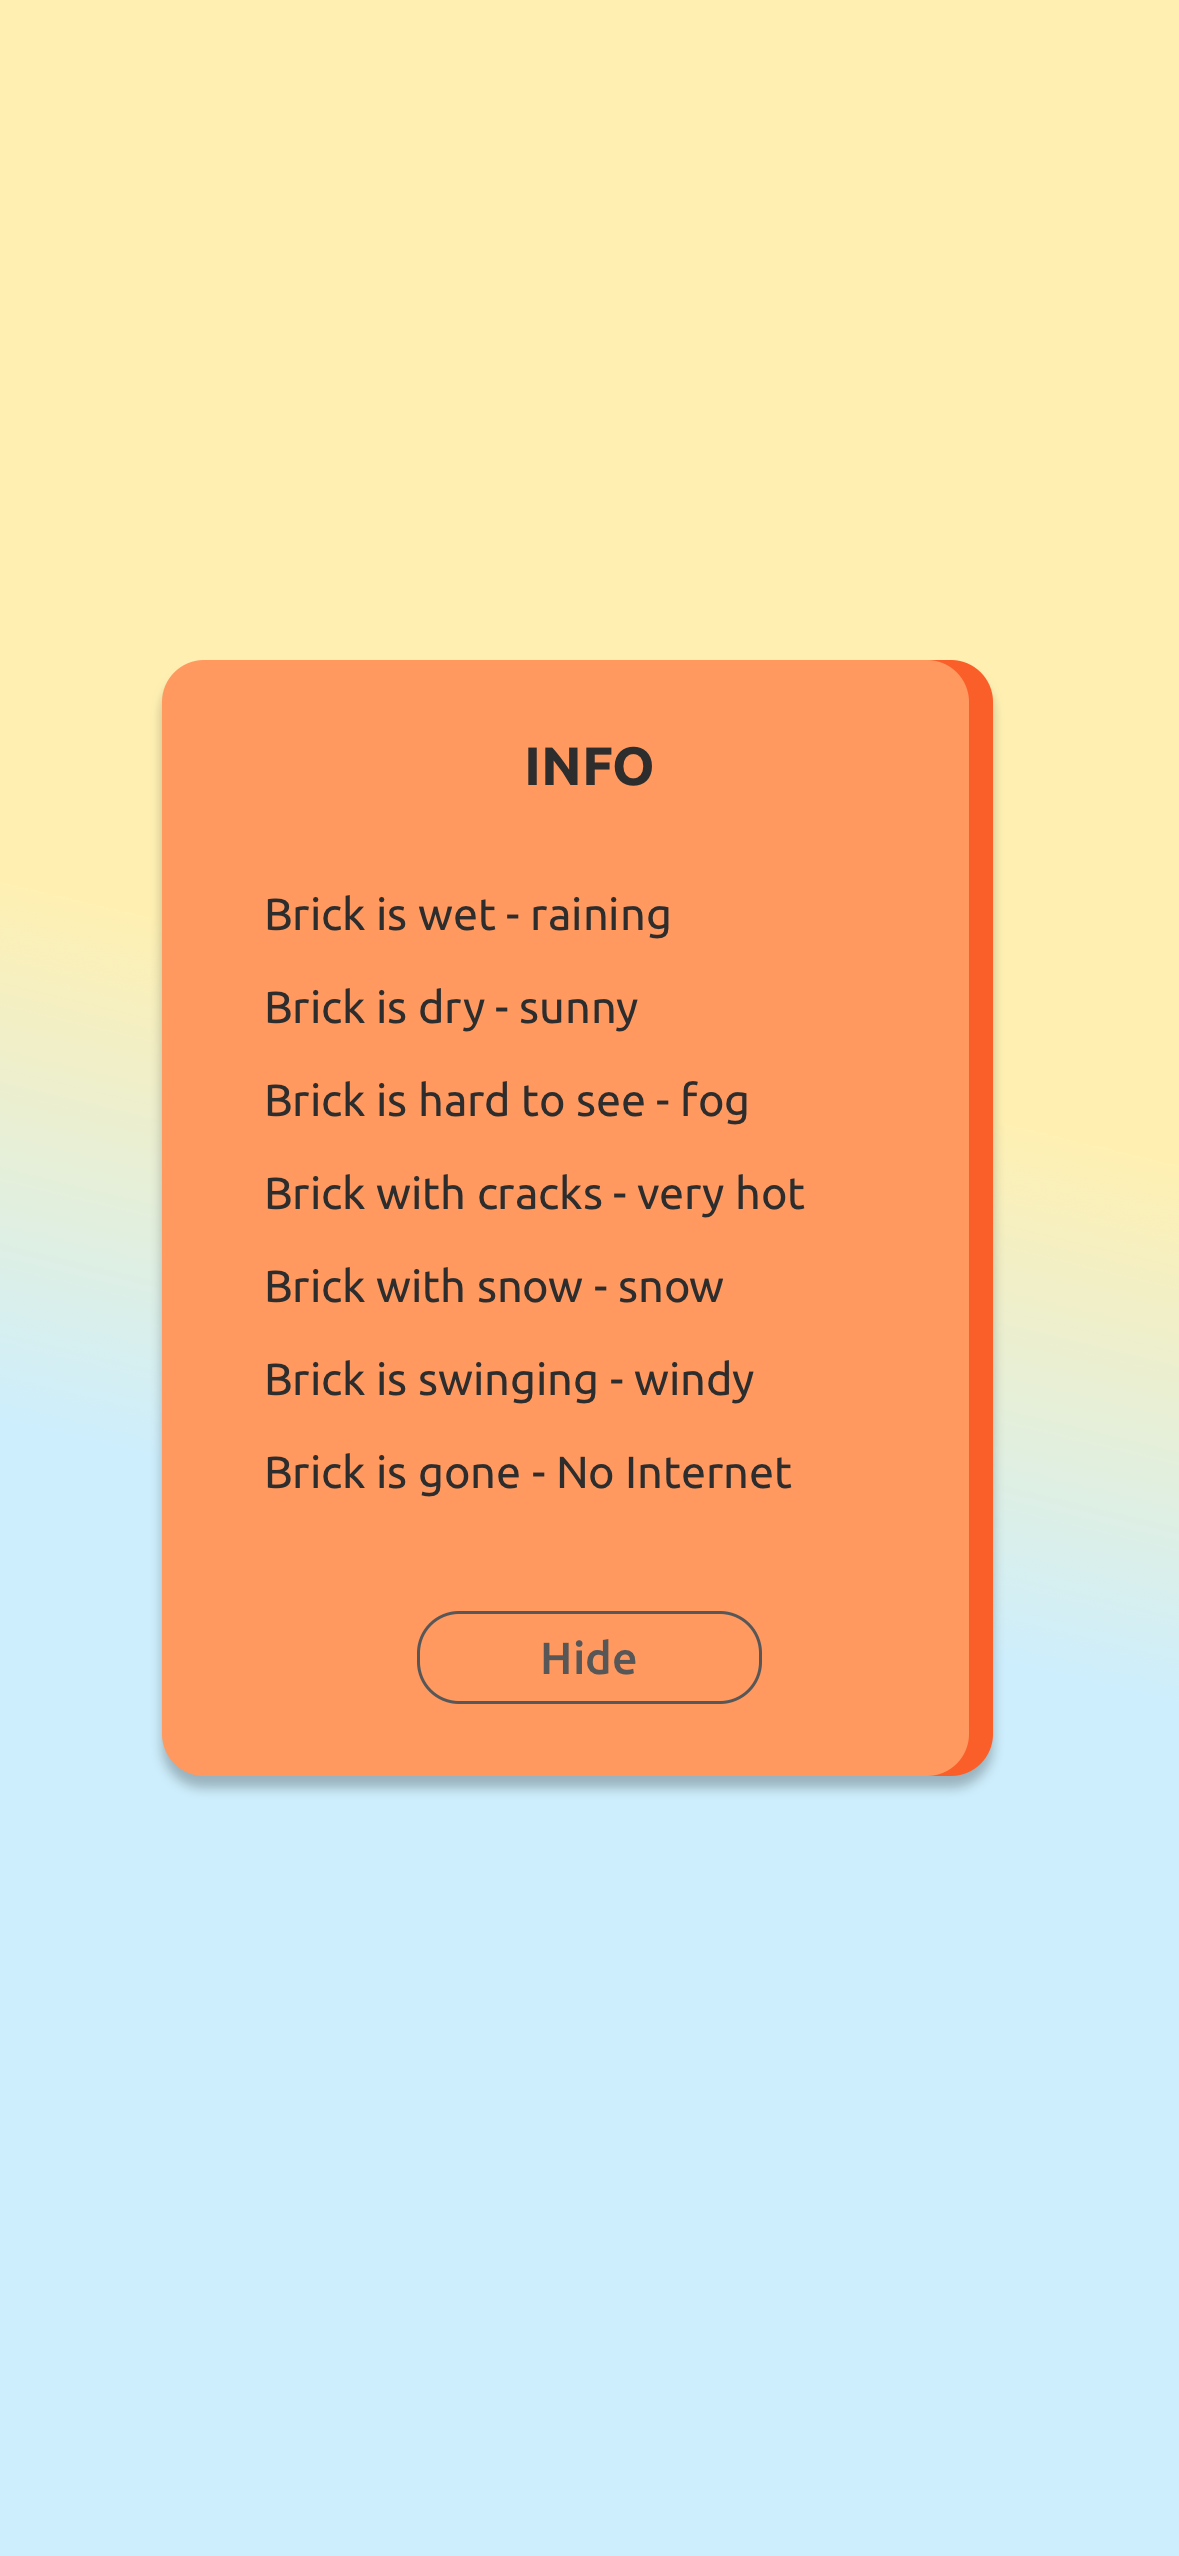 INFO
Brick is wet - raining
Brick is dry - sunny
Brick is hard to see - fog
Brick with cracks - very hot
Brick with snow - snow
Brick is swinging - windy
Brick is gone - No Internet
Hide